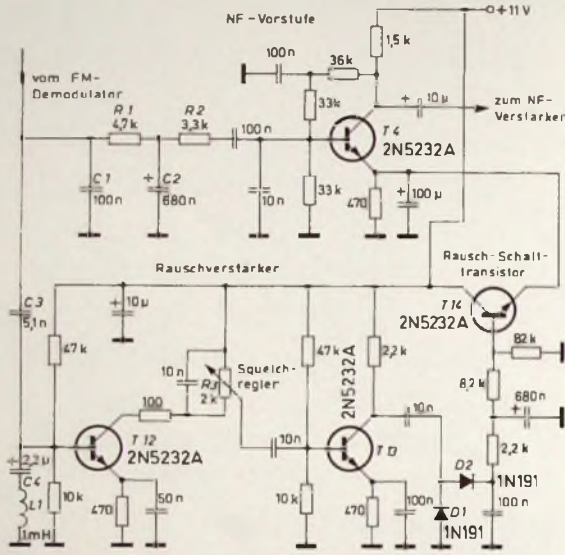 NF-Vorstufe
+11V
1,5k
100n
36k
vom FM-
Demodulator
10µ
zum NF-
Verstärker
R1
4,7k
R2
3,3k
100n
33k
T4
2N5232A
C1
100n
C2
680n
10n
33k
470
100µ
Rauschverstärker
Rausch-Schalt-
transistor
T14
2N5232A
C3
5,1n
10µ
47k
10n
R3
2k
Squelch-
regler
47k
2N5232A
2,2k
82k
8,2k
680n
100
10n
10n
T12
2N5232A
T13
2,2k
2,2µ
C4
L1
1mH
10k
470
50n
10k
470
100n
D2
1N191
D1
1N191
100n